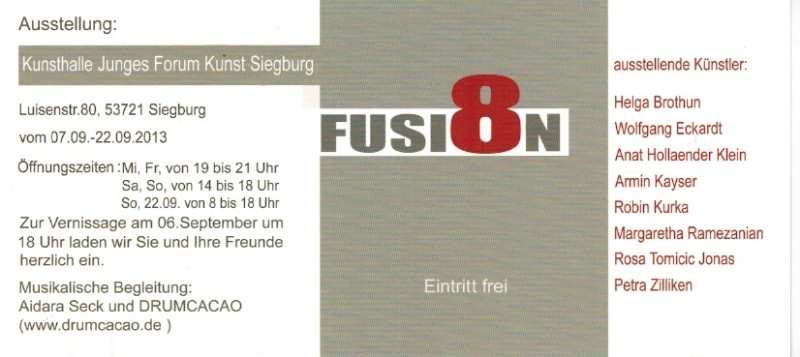 Ausstellung:
Kunsthalle Junges Forum Kunst Siegburg
Luisenstr.80, 53721 Siegburg
vom 07.09.-22.09.2013
Öffnungszeiten: Mi, Fr, von 19 bis 21 Uhr
Sa, So, von 14 bis 18 Uhr
So, 22.09. von 8 bis 18 Uhr
Zur Vernissage am 06.September um
18 Uhr laden wir Sie und Ihre Freunde
herzlich ein.
Musikalische Begleitung:
Aidara Seck und DRUMCACAO
(www.drumcacao.de )
FUSI8N
Eintritt frei
ausstellende Künstler:
Helga Brothun
Wolfgang Eckardt
Anat Hollaender Klein
Armin Kayser
Robin Kurka
Margaretha Ramezanian
Rosa Tomicic Jonas
Petra Zilliken